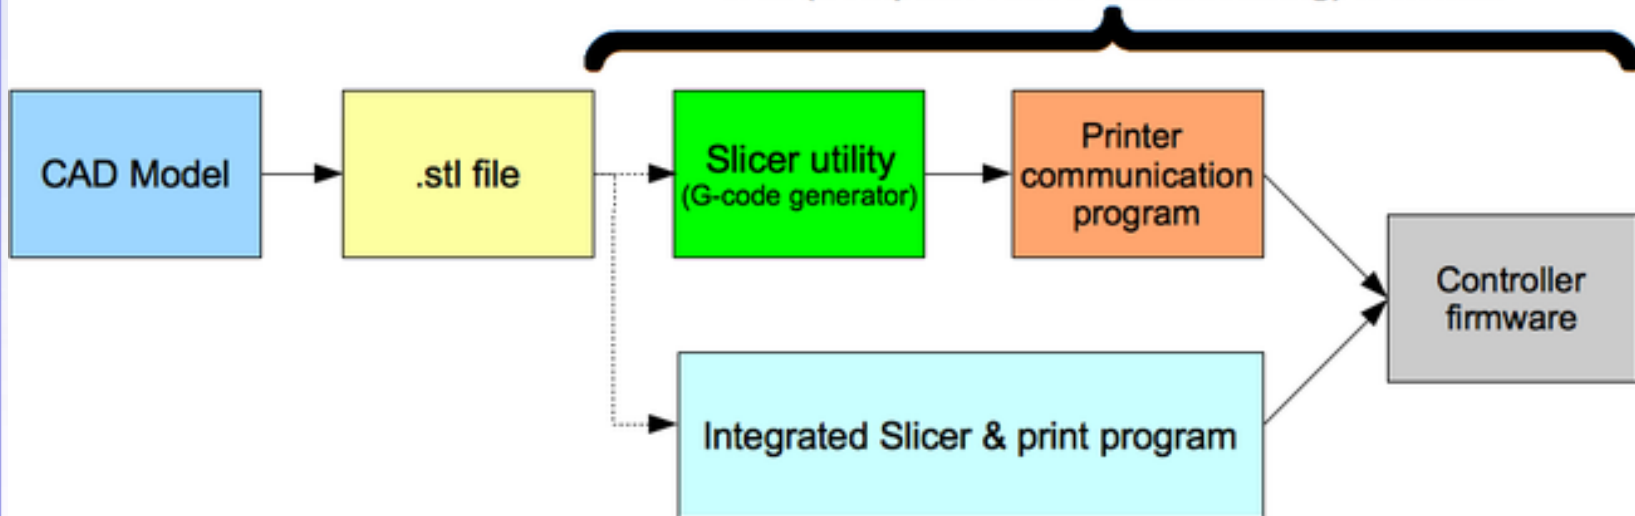 CAD Model
.stl file
Slicer utility
(G-code generator)
Printer
communication
program
Controller
firmware
Integrated Slicer & print program